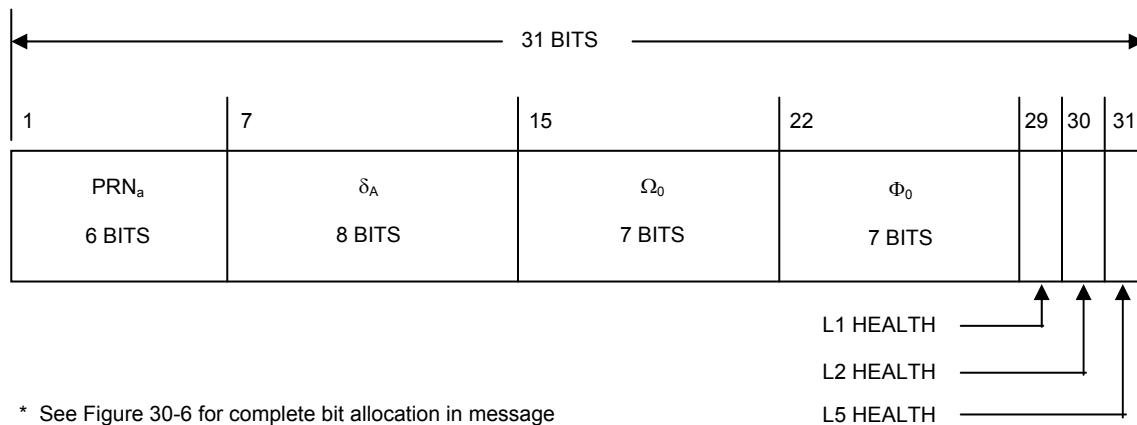 31 BITS
1 7 15 22 29 30 31
PRNa δA Ω0 Φ0
6 BITS 8 BITS 7 BITS 7 BITS
L1 HEALTH
L2 HEALTH
* See Figure 30-6 for complete bit allocation in message
L5 HEALTH